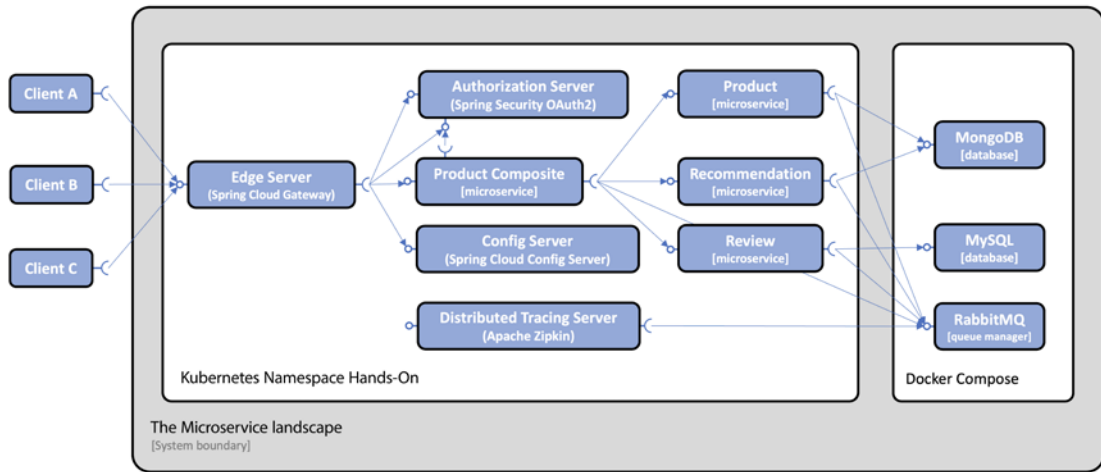 Client A
Client B
Client C
Edge Server
(Spring Cloud Gateway)
Authorization Server
(Spring Security OAuth2)
Product Composite
[microservice]
Config Server
(Spring Cloud Config Server)
Distributed Tracing Server
(Apache Zipkin)
Product
[microservice]
Recommendation
[microservice]
Review
[microservice]
Kubernetes Namespace Hands-On
MongoDB
[database]
MySQL
[database]
RabbitMQ
[queue manager]
Docker Compose
The Microservice landscape
[System boundary]